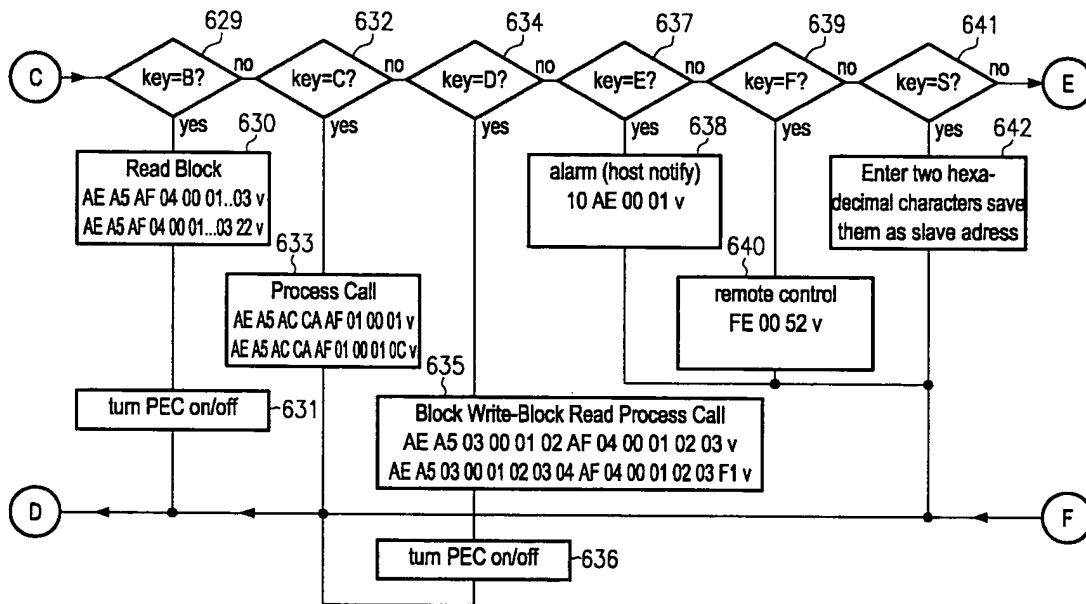 629
632
634
637
639
641
C
key=B?
no
key=C?
no
key=D?
no
key=E?
no
key=F?
no
key=S?
no
E
yes
yes
yes
yes
yes
yes
630
638
642
Read Block
AE A5 AF 04 00 01..03 v
AE A5 AF 04 00 01...03 22 v
alarm (host notify)
10 AE 00 01 v
Enter two hexa-
decimal characters save
them as slave adress
633
Process Call
AE A5 AC CA AF 01 00 01 v
AE A5 AC CA AF 01 00 01 0C v
640
remote control
FE 00 52 v
635
turn PEC on/off
631
Block Write-Block Read Process Call
AE A5 03 00 01 02 AF 04 00 01 02 03 v
AE A5 03 00 01 02 03 04 AF 04 00 01 02 03 F1 v
D
F
turn PEC on/off
636